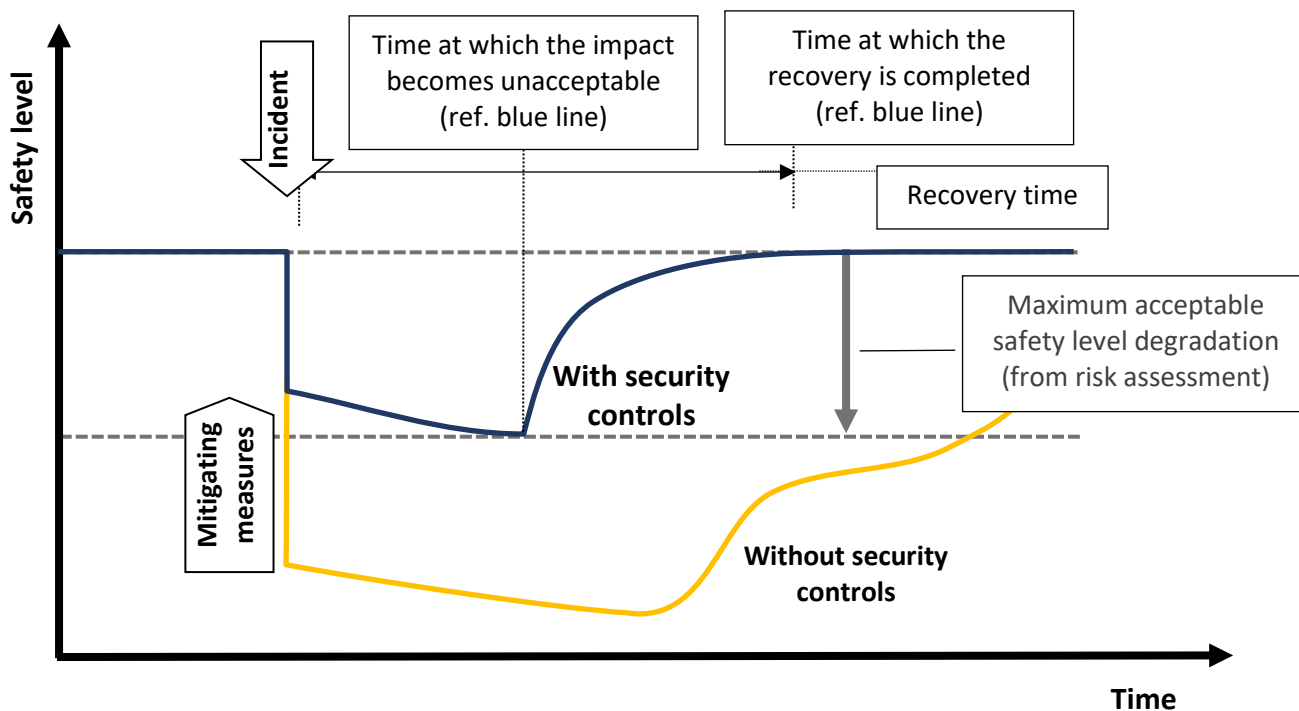 Safety level
Incident
Time at which the impact
becomes unacceptable
(ref. blue line)
Time at which the
recovery is completed
(ref. blue line)
Recovery time
Maximum acceptable
safety level degradation
(from risk assessment)
With security
controls
Mitigating
measures
Without security
controls
Time